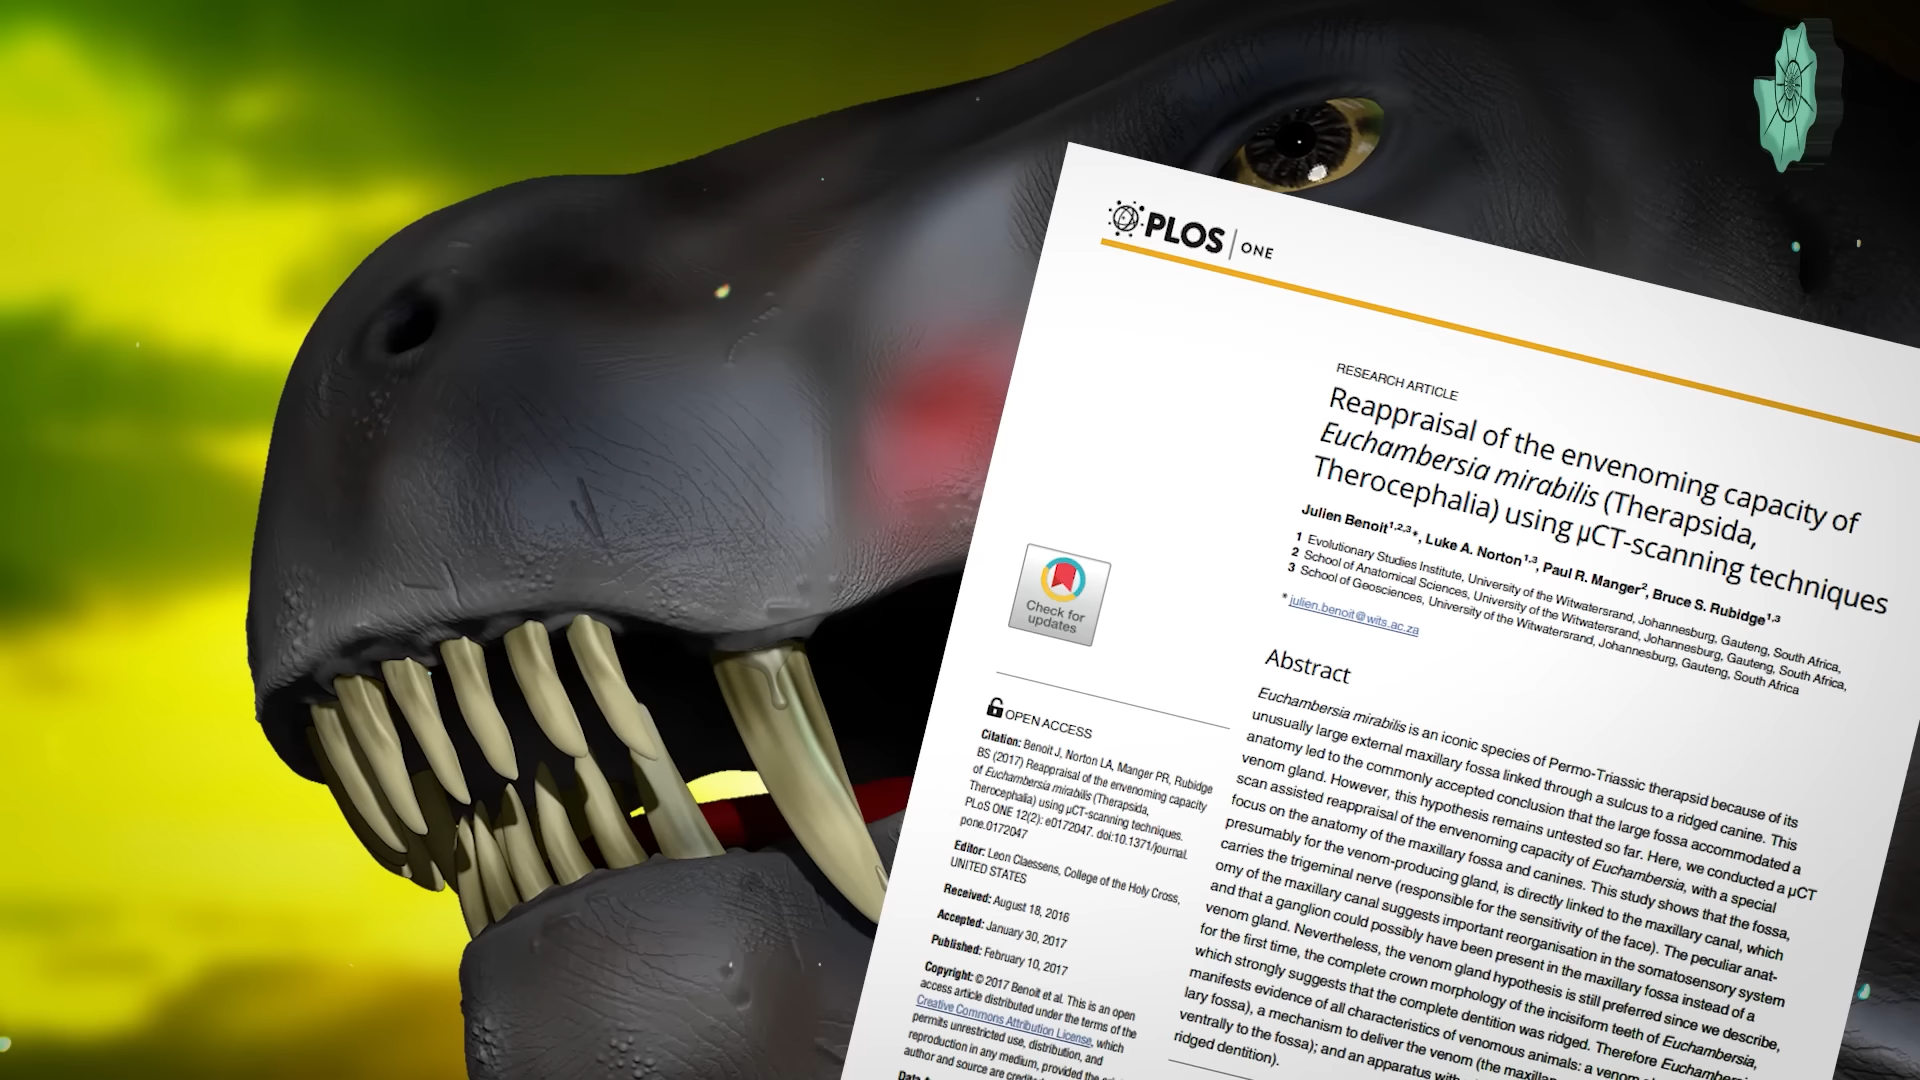 PLOS | ONE
RESEARCH ARTICLE
Reappraisal of the envenoming capacity of
Euchambersia mirabilis (Therapsida,
Therocephalia) using µCT-scanning techniques
Julien Benoit1,2,3*, Luke A. Norton1,3, Paul R. Manger2, Bruce S. Rubidge1,3
1 Evolutionary Studies Institute, University of the Witwatersrand, Johannesburg, Gauteng, South Africa,
2 School of Anatomical Sciences, University of the Witwatersrand, Johannesburg, Gauteng, South Africa,
3 School of Geosciences, University of the Witwatersrand, Johannesburg, Gauteng, South Africa
* julien.benoit@wits.ac.za
Check for
updates
OPEN ACCESS
Citation: Benoit J, Norton LA, Manger PR, Rubidge
BS (2017) Reappraisal of the envenoming capacity
of Euchambersia mirabilis (Therapsida,
Therocephalia) using µCT-scanning techniques.
PLoS ONE 12(2): e0172047. doi:10.1371/journal.
pone.0172047
Editor: Leon Claessens, College of the Holy Cross,
UNITED STATES
Received: August 18, 2016
Accepted: January 30, 2017
Published: February 10, 2017
Copyright: © 2017 Benoit et al. This is an open
access article distributed under the terms of the
Creative Commons Attribution License, which
permits unrestricted use, distribution, and
reproduction in any medium, provided the
author and source are
Abstract
Euchambersia mirabilis is an iconic species of Permo-Triassic therapsid because of its
unusually large external maxillary fossa linked through a sulcus to a ridged canine. This
anatomy led to the commonly accepted conclusion that the large fossa accommodated a
venom gland. However, this hypothesis remains untested so far. Here, we conducted a µCT
scan assisted reappraisal of the envenoming capacity of Euchambersia, with a special
focus on the anatomy of the maxillary fossa and canines. This study shows that the fossa,
presumably for the venom-producing gland, is directly linked to the maxillary canal, which
carries the trigeminal nerve (responsible for the sensitivity of the face). The peculiar anat-
omy of the maxillary canal suggests important reorganisation in the somatosensory system
and that a ganglion could possibly have been present in the maxillary fossa instead of a
venom gland. Nevertheless, the venom gland hypothesis is still preferred since we describe,
for the first time, the complete crown morphology of the incisiform teeth of Euchambersia,
which strongly suggests that the complete dentition was ridged. Therefore Euchambersia
manifests evidence of all characteristics of venomous animals: a venom
lary fossa), a mechanism to deliver the venom (the maxillary
ventrally to the fossa); and an apparatus with
ridged dentition).